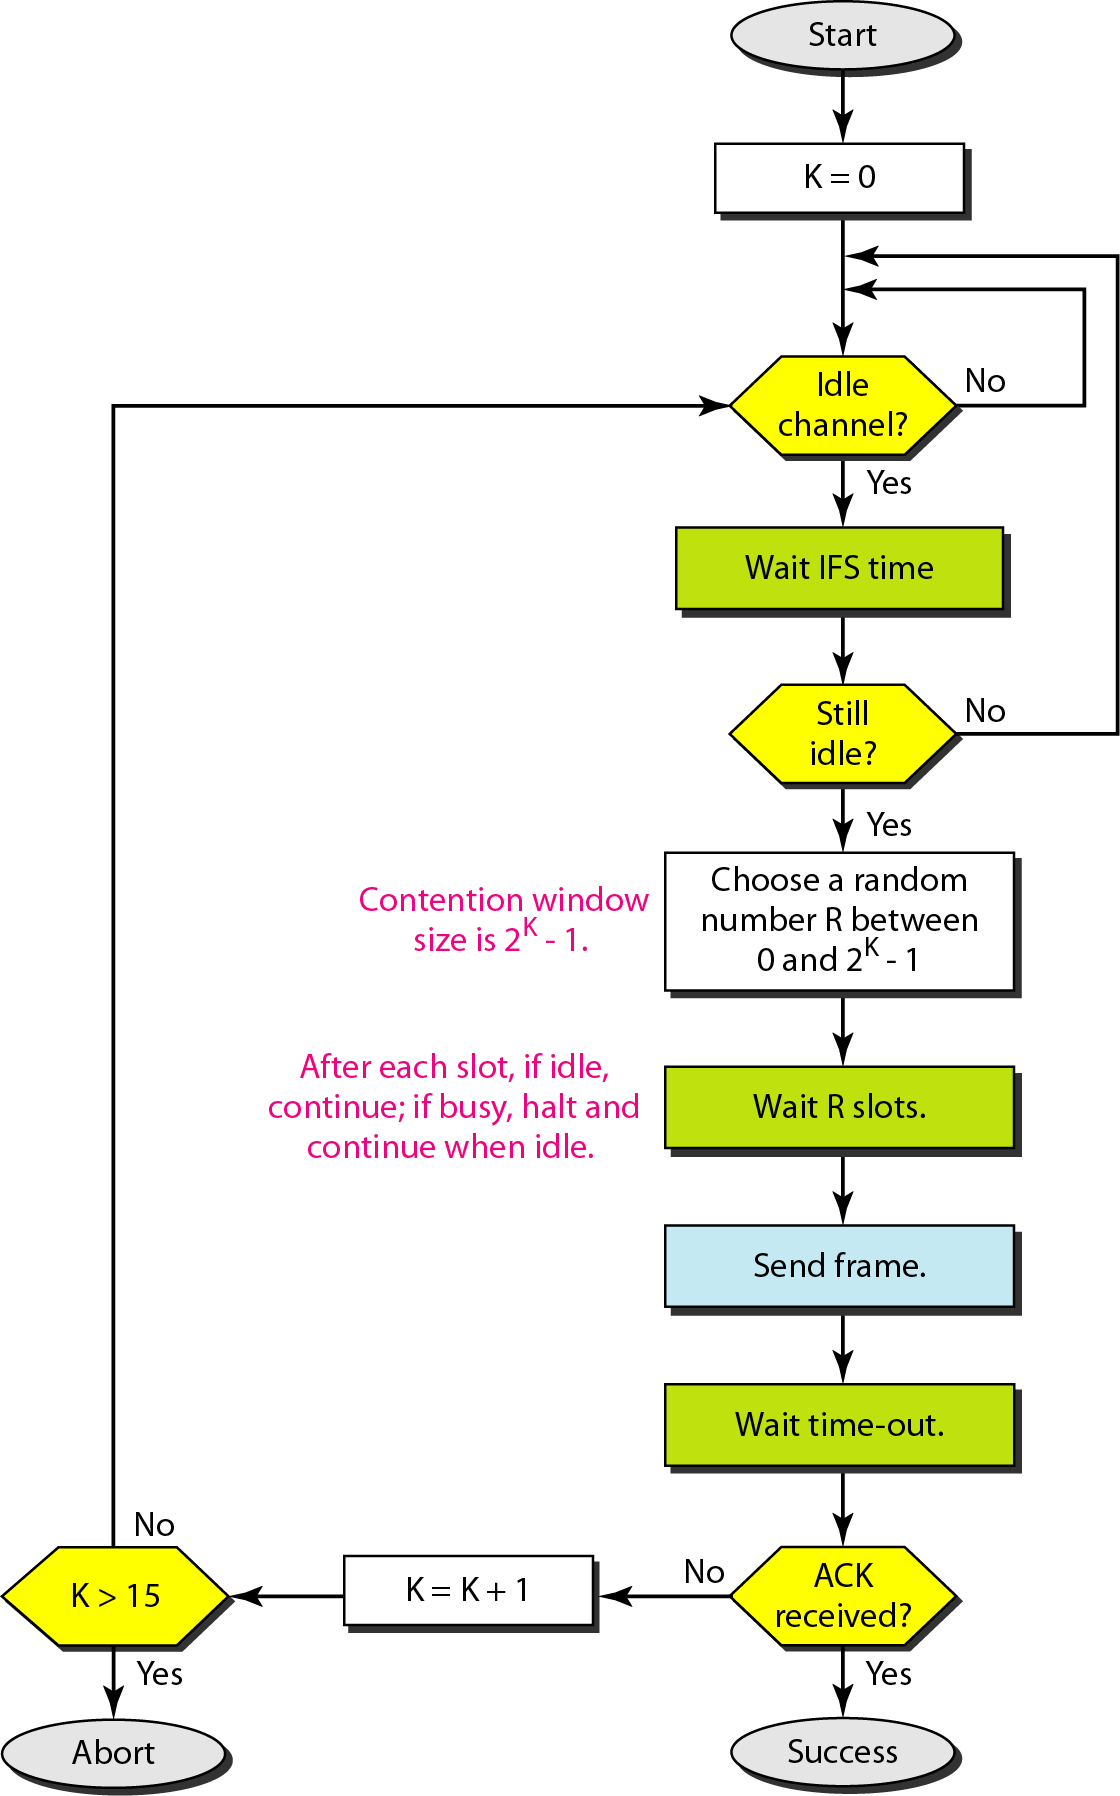 Start
K = 0
Idle
channel?
No
Yes
Wait IFS time
Still
idle?
No
Yes
Contention window
size is 2^K - 1.
Choose a random
number R between
0 and 2^K - 1
After each slot, if idle,
continue; if busy, halt and
continue when idle.
Wait R slots.
Send frame.
Wait time-out.
ACK
received?
No
Yes
K = K + 1
K > 15
No
Yes
Abort
Success